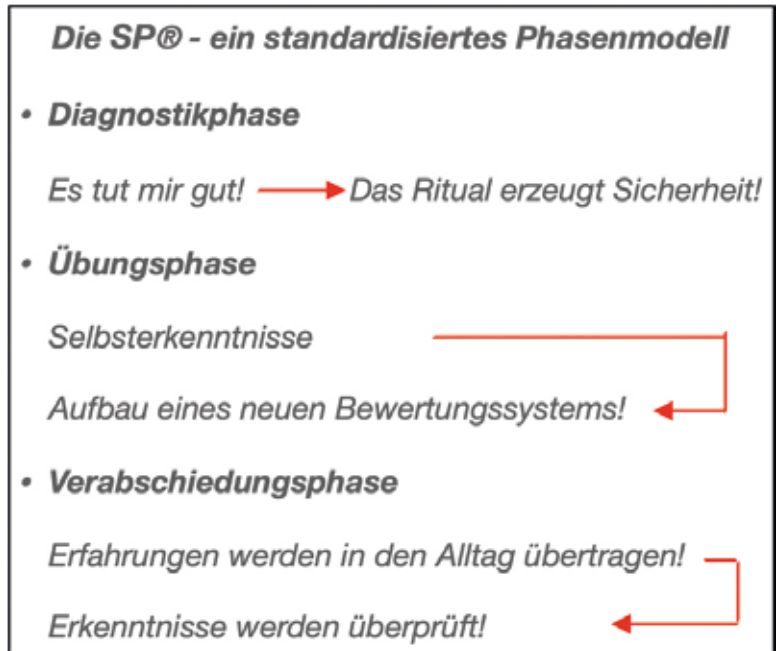 Die SP® - ein standardisiertes Phasenmodell
• Diagnostikphase
Es tut mir gut! Das Ritual erzeugt Sicherheit!
• Übungsphase
Selbsterkenntnisse
Aufbau eines neuen Bewertungssystems!
• Verabschiedungsphase
Erfahrungen werden in den Alltag übertragen!
Erkenntnisse werden überprüft!